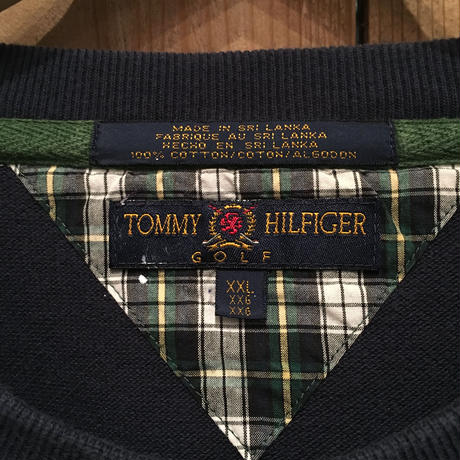 MADE IN SRI LANKA
FABRIQUE AU SRI LANKA
HECHO EN SRI LANKA
100% COTTON/COTON/ALGODON
TOMMY HILFIGER
GOLF
XXL
XXG
XXG